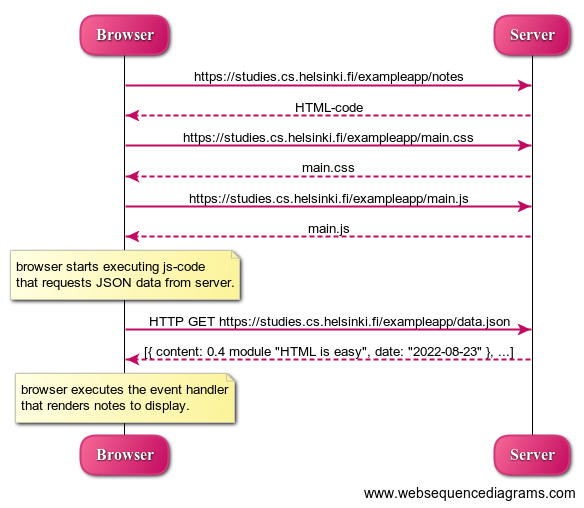 Browser
Server
https://studies.cs.helsinki.fi/exampleapp/notes
HTML-code
https://studies.cs.helsinki.fi/exampleapp/main.css
main.css
https://studies.cs.helsinki.fi/exampleapp/main.js
main.js
browser starts executing js-code
that requests JSON data from server.
HTTP GET https://studies.cs.helsinki.fi/exampleapp/data.json
[{ content: 0.4 module "HTML is easy", date: "2022-08-23" }, ...]
browser executes the event handler
that renders notes to display.
Browser
Server
www.websequencediagrams.com